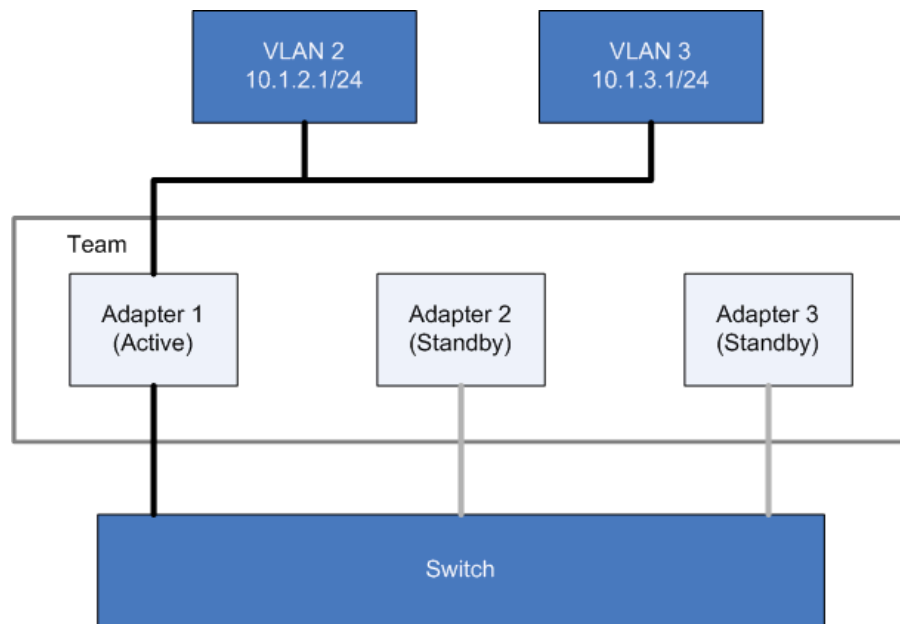 VLAN 2
10.1.2.1/24
VLAN 3
10.1.3.1/24
Team
Adapter 1
(Active)
Adapter 2
(Standby)
Adapter 3
(Standby)
Switch